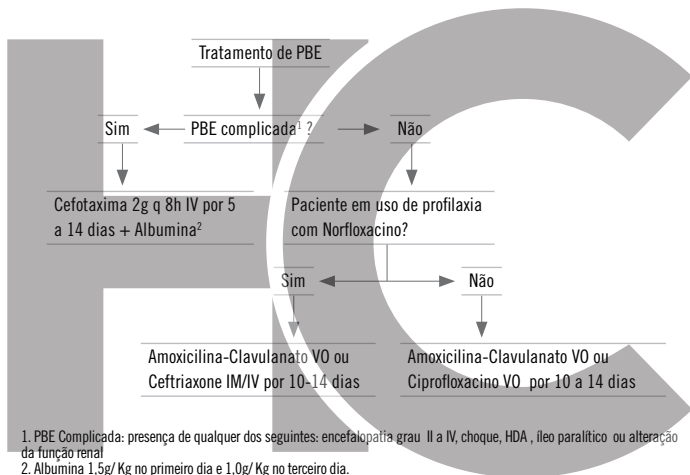 HC
Tratamento de PBE
Sim
PBE complicada¹ ?
Não
Cefotaxima 2g q 8h IV por 5
a 14 dias + Albumina²
Paciente em uso de profilaxia
com Norfloxacino?
Sim
Não
Amoxicilina-Clavulanato VO ou
Ceftriaxone IM/IV por 10-14 dias
Amoxicilina-Clavulanato VO ou
Ciprofloxacino VO por 10 a 14 dias
1. PBE Complicada: presença de qualquer dos seguintes: encefalopatia grau II a IV, choque, HDA , íleo paralítico ou alteração
da função renal
2. Albumina 1,5g/ Kg no primeiro dia e 1,0g/ Kg no terceiro dia.